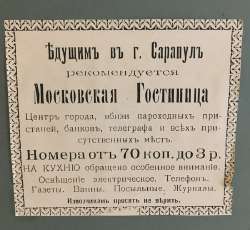 Ѣдущимъ въ г. Сарапулъ
рекомендуется
Московская Гостиница
Центръ города, вбизи пароходныхъ при-
станей, банковъ, телеграфа и всѣхъ при-
сутственныхъ мѣстъ.
Номера отъ 70 коп. до 3 р.
НА КУХНЮ обращено особенное вниманіе.
Освѣщеніе электрическое. Телефонъ.
Газеты. Ванны. Посыльные. Журналы.
Извозчикамъ просятъ не вѣрить.